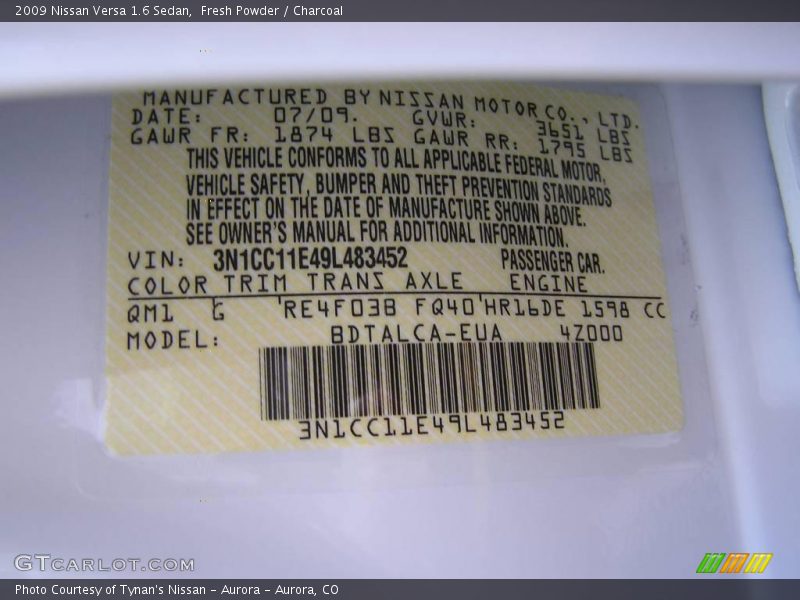 2009 Nissan Versa 1.6 Sedan,  Fresh Powder / Charcoal
MANUFACTURED BY NISSAN MOTOR CO., LTD.
DATE: 07/09. GVWR: 3651 LBS
GAWR FR: 1874 LBS GAWR RR: 1795 LBS
THIS VEHICLE CONFORMS TO ALL APPLICABLE FEDERAL MOTOR,
VEHICLE SAFETY, BUMPER AND THEFT PREVENTION STANDARDS
IN EFFECT ON THE DATE OF MANUFACTURE SHOWN ABOVE.
SEE OWNER'S MANUAL FOR ADDITIONAL INFORMATION.
VIN: 3N1CC11E49L483452 PASSENGER CAR.
COLOR TRIM TRANS AXLE ENGINE
QM1 G 'RE4F03B FQ40'HR16DE 1598 CC
MODEL: BDTALCA-EUA 4Z000
3N1CC11E49L483452
GTCARLOT.COM
Photo Courtesy of Tynan's Nissan - Aurora - Aurora, CO